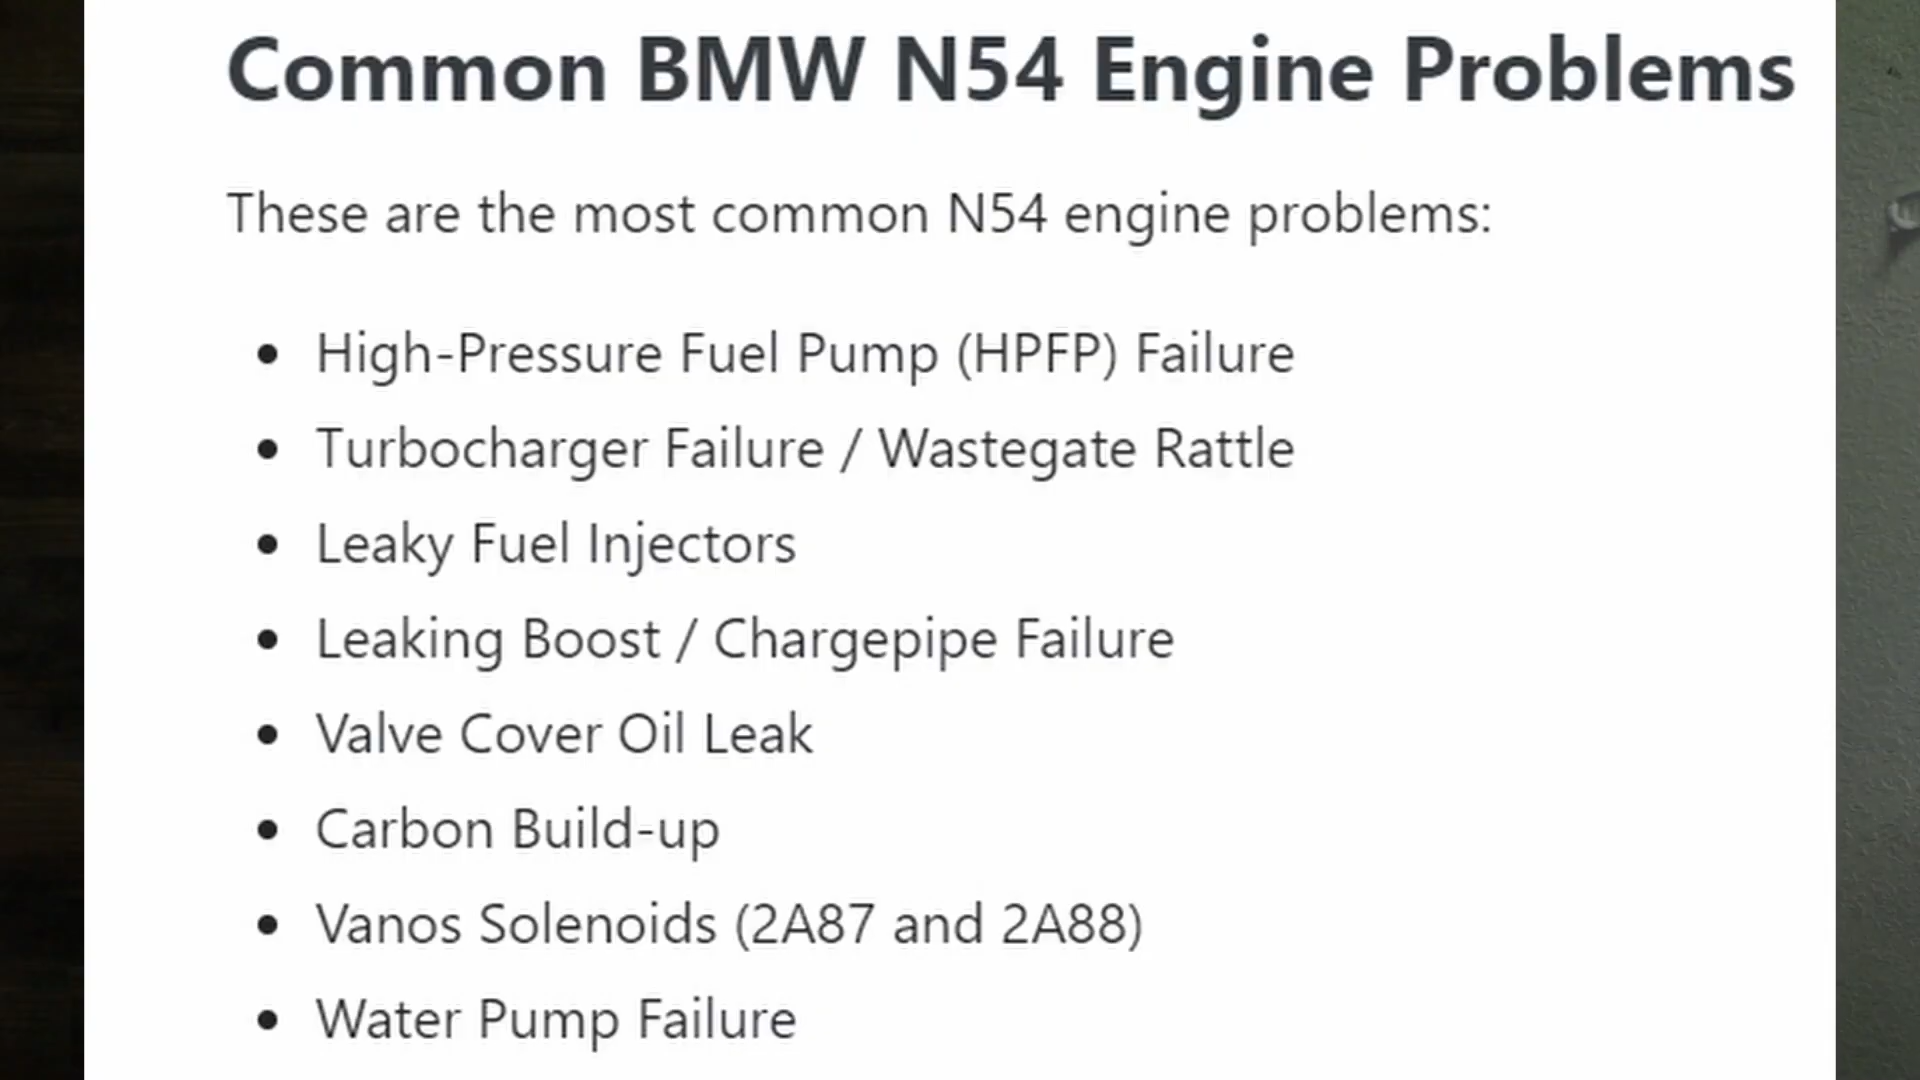 Common BMW N54 Engine Problems
These are the most common N54 engine problems:
• High-Pressure Fuel Pump (HPFP) Failure
• Turbocharger Failure / Wastegate Rattle
• Leaky Fuel Injectors
• Leaking Boost / Chargepipe Failure
• Valve Cover Oil Leak
• Carbon Build-up
• Vanos Solenoids (2A87 and 2A88)
• Water Pump Failure